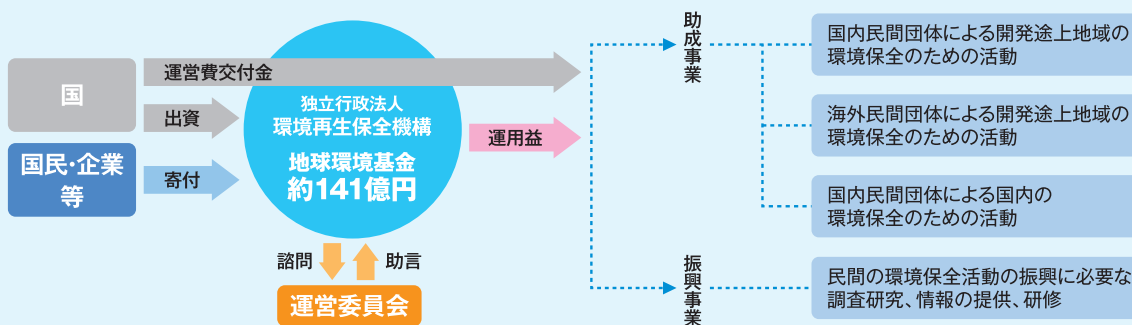 国
国民・企業
等
運営費交付金
出資
寄付
独立行政法人
環境再生保全機構
地球環境基金
約141億円
運用益
諮問
助言
運営委員会
助成事業
国内民間団体による開発途上地域の
環境保全のための活動
海外民間団体による開発途上地域の
環境保全のための活動
国内民間団体による国内の
環境保全のための活動
振興事業
民間の環境保全活動の振興に必要な
調査研究、情報の提供、研修